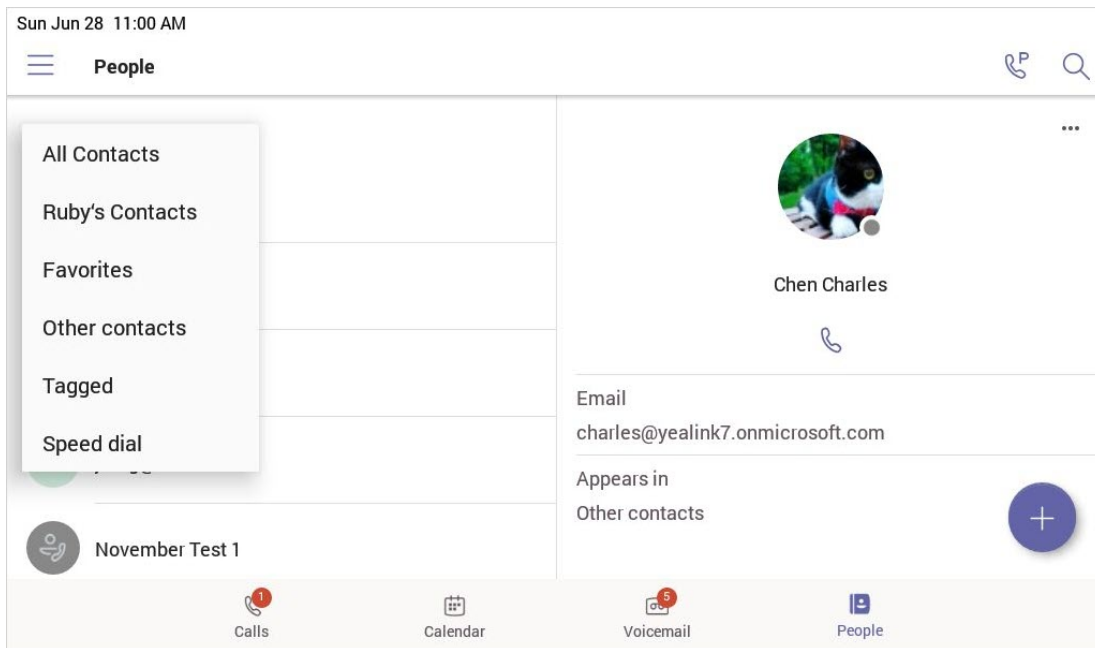 Sun Jun 28 11:00 AM
People
P
All Contacts
Ruby's Contacts
Favorites
Other contacts
Tagged
Speed dial
November Test 1
Chen Charles
Email
charles@yealink7.onmicrosoft.com
Appears in
Other contacts
1
5
Calls
Calendar
Voicemail
People